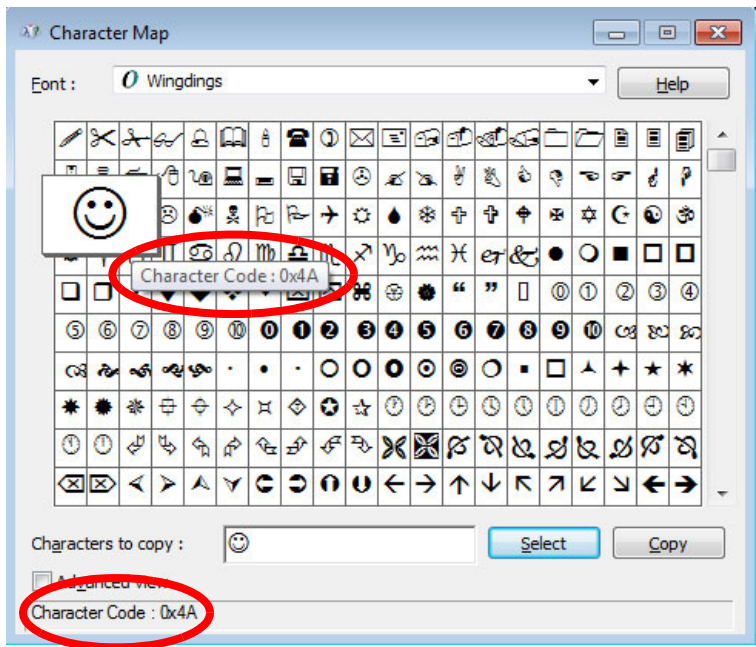 Character Map
Font : O Wingdings Help
Character Code : 0x4A
Characters to copy : ☺ Select Copy
Advanced view
Character Code : 0x4A